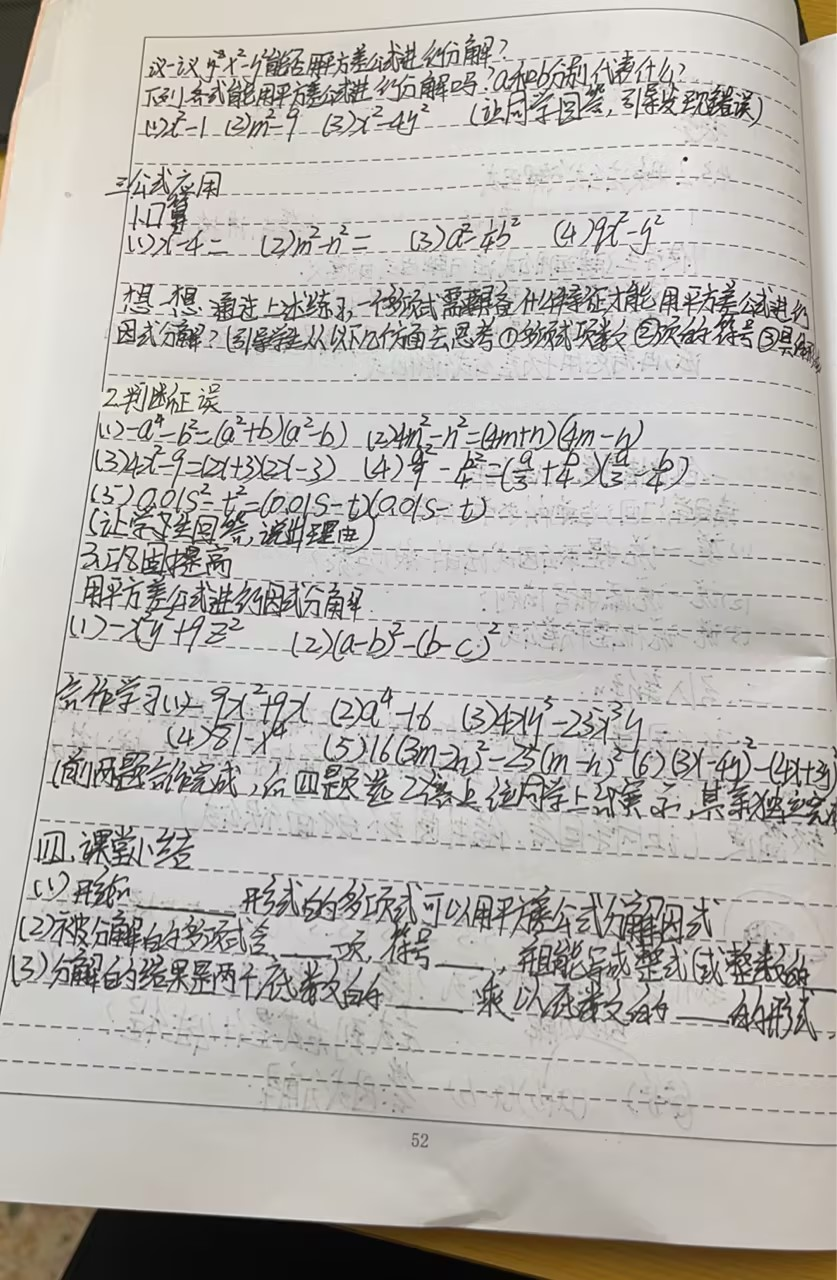 议一议 y²x²-y²能否用平方差公式进行分解?
下列各式能用平方差公式进行分解吗?a和b分别代表什么?
(1)x²-1 (2)m²-9 (3)x²-4y² (让同学回答,引导发现错误)
三.公式应用
1.口算
(1)x²-4= (2)m²-n²= (3)a²-4b² (4)9x²-y²
想一想 通过上述练习,一个多项式需要具备什么样特征才能用平方差公式进行
因式分解?(引导学生从以下几个方面去思考①多项式项数②项的符号③具体形式
2.判断征误
(1)-a⁴-b²=(a²+b)(a²-b) (2)4m²-n²=(4m+n)(4m-n)
(3)4x²-9=(2x+3)(2x-3) (4)-b²/4=(a/3+b/4)(a/3-b/4)
(5)0.01s²-t²=(0.01s-t)(0.01s-t)
(让学习生回答,说出理由)
3.巩固提高
用平方差公式进行因式分解
(1)-x²y²+9z² (2)(a-b)²-(b-c)²
合作学习(1)-9x²+9x (2)a⁴-16 (3)4xy³-25x³y
(4)81-x⁴ (5)16(3m-2n)²-25(m-n)² (6)(3x-4y)²-(4x+3y)²
(前两题合作完成,后四题选2名上位同学上台演示,其余独立完
四.课堂小结
(1)形如______形式的多项式可以用平方差公式分解因式
(2)被分解的多项式含___项,符号___,并且能写成整式(或整数)的___
(3)分解的结果是两个底数的____乘以底数的___的形式.
52